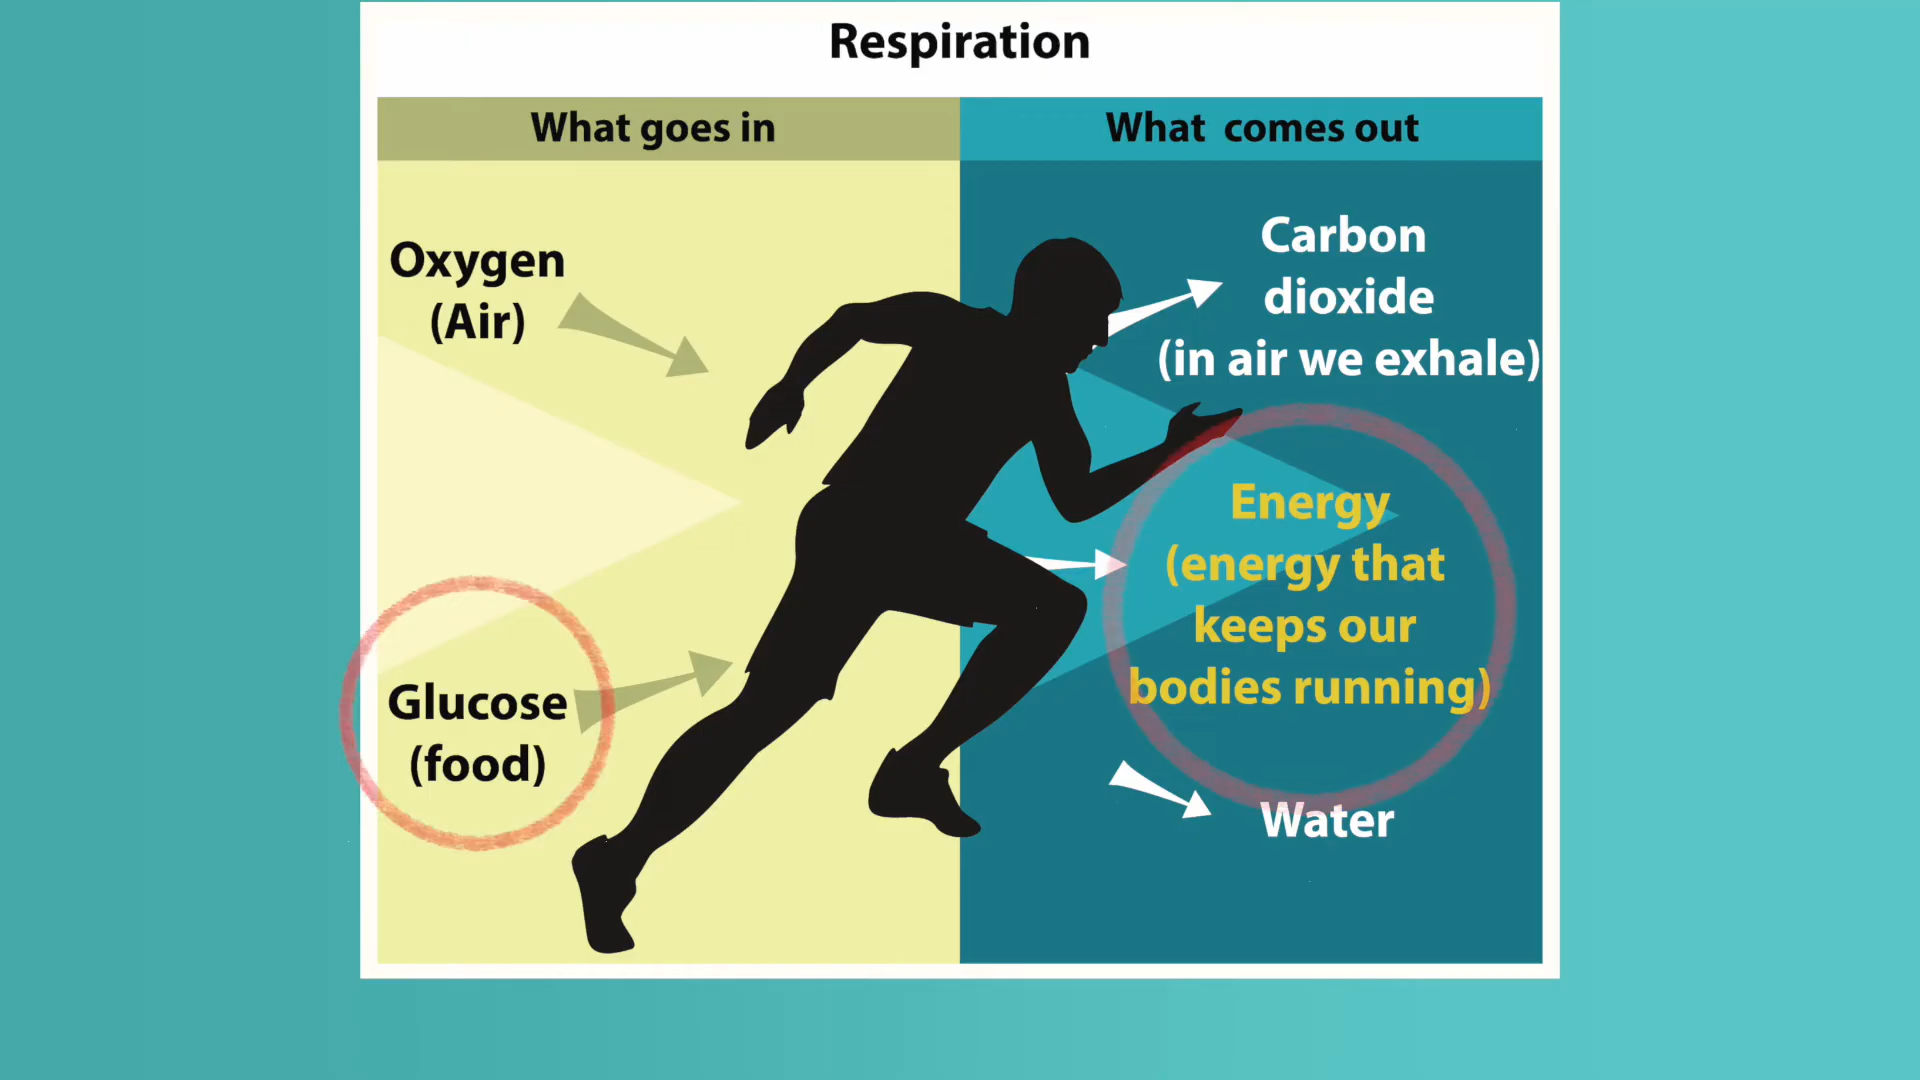 Respiration
What goes in
What comes out
Oxygen
(Air)
Glucose
(food)
Carbon
dioxide
(in air we exhale)
Energy
(energy that
keeps our
bodies running)
Water